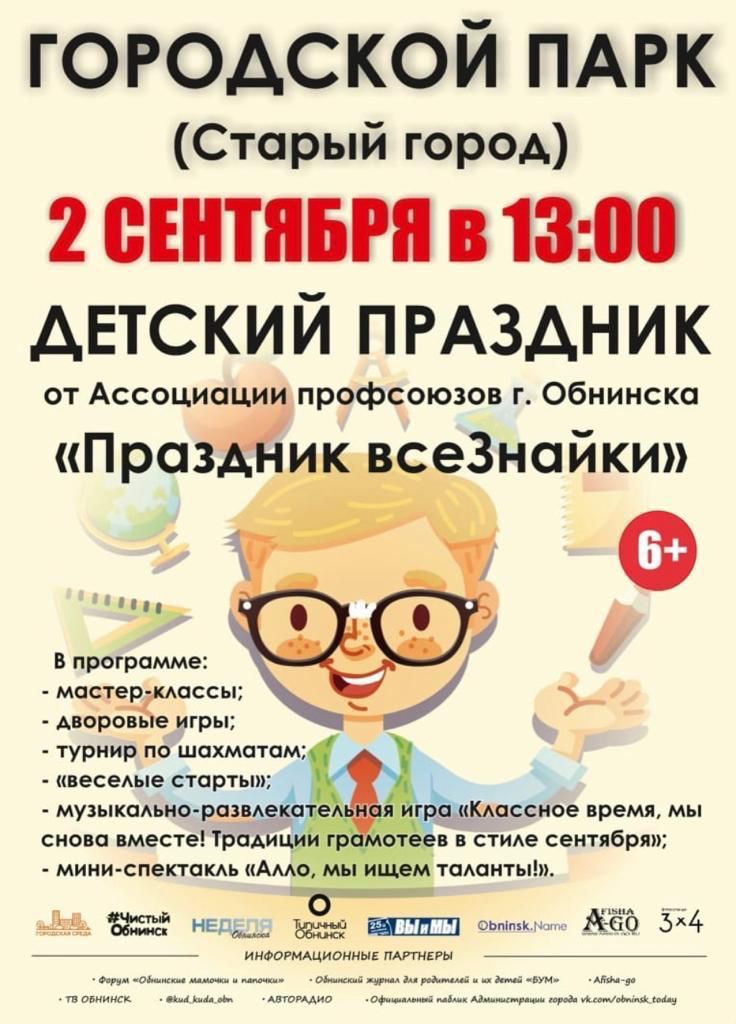 ГОРОДСКОЙ ПАРК
(Старый город)
2 СЕНТЯБРЯ в 13:00
ДЕТСКИЙ ПРАЗДНИК
от Ассоциации профсоюзов г. Обнинска
«Праздник всеЗнайки»
6+
В программе:
- мастер-классы;
- дворовые игры;
- турнир по шахматам;
- «веселые старты»;
- музыкально-развлекательная игра «Классное время, мы
снова вместе! Традиции грамотеев в стиле сентября»;
- мини-спектакль «Алло, мы ищем таланты!».
ГОРОДСКАЯ СРЕДА
#Чистый
Обнинск
НЕДЕЛЯ
Обнинска
Типичный
Обнинск
25 ВЫ и МЫ
Obninsk.Name
AFISHA
A-GO
3×4
ИНФОРМАЦИОННЫЕ ПАРТНЕРЫ
• Форум «Обнинские мамочки и папочки» • Обнинский журнал для родителей и их детей «БУМ» • Afisha-go
• ТВ ОБНИНСК • @kud_kuda_obn • АВТОРАДИО • Официальный паблик Администрации города vk.com/obninsk_today